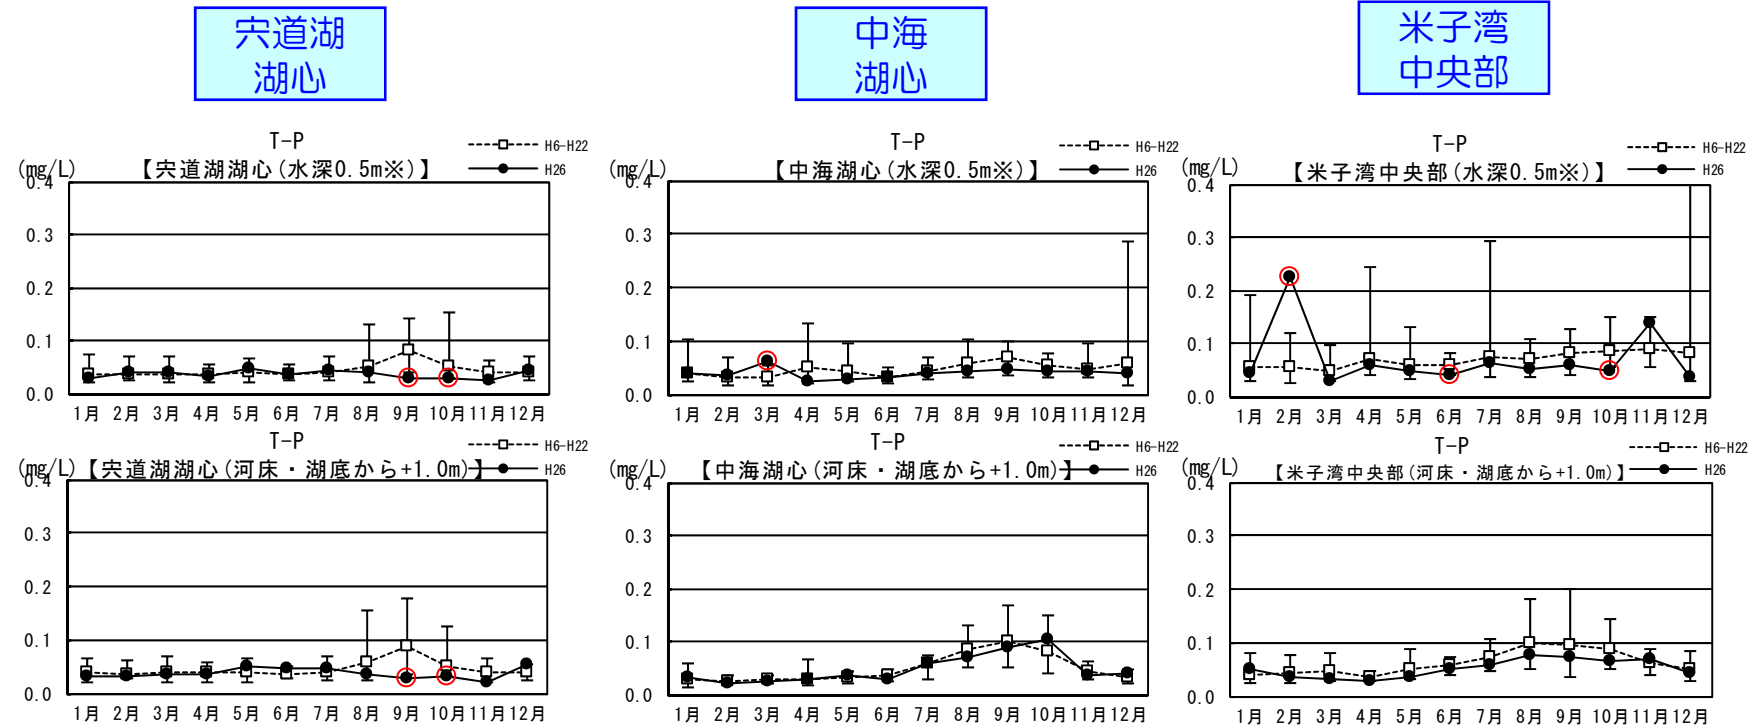 宍道湖
湖心
中海
湖心
米子湾
中央部
T-P
【宍道湖湖心(水深0.5m※)】
(mg/L)
H6-H22
H26
0.4
0.3
0.2
0.1
0.0
1月 2月 3月 4月 5月 6月 7月 8月 9月 10月 11月 12月
T-P
【中海湖心(水深0.5m※)】
(mg/L)
H6-H22
H26
0.4
0.3
0.2
0.1
0.0
1月 2月 3月 4月 5月 6月 7月 8月 9月 10月 11月 12月
T-P
【米子湾中央部(水深0.5m※)】
(mg/L)
H6-H22
H26
0.4
0.3
0.2
0.1
0.0
1月 2月 3月 4月 5月 6月 7月 8月 9月 10月 11月 12月
T-P
【宍道湖湖心(河床・湖底から+1.0m)】
(mg/L)
H6-H22
H26
0.4
0.3
0.2
0.1
0.0
1月 2月 3月 4月 5月 6月 7月 8月 9月 10月 11月 12月
T-P
【中海湖心(河床・湖底から+1.0m)】
(mg/L)
H6-H22
H26
0.4
0.3
0.2
0.1
0.0
1月 2月 3月 4月 5月 6月 7月 8月 9月 10月 11月 12月
T-P
【米子湾中央部(河床・湖底から+1.0m)】
(mg/L)
H6-H22
H26
0.4
0.3
0.2
0.1
0.0
1月 2月 3月 4月 5月 6月 7月 8月 9月 10月 11月 12月